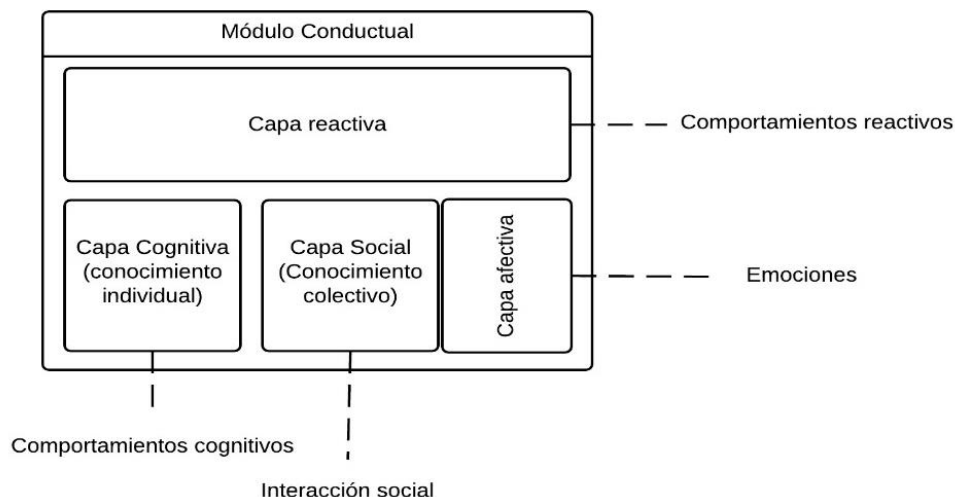 Módulo Conductual
Capa reactiva
Comportamientos reactivos
Capa Cognitiva
(conocimiento
individual)
Capa Social
(Conocimiento
colectivo)
Capa afectiva
Emociones
Comportamientos cognitivos
Interacción social